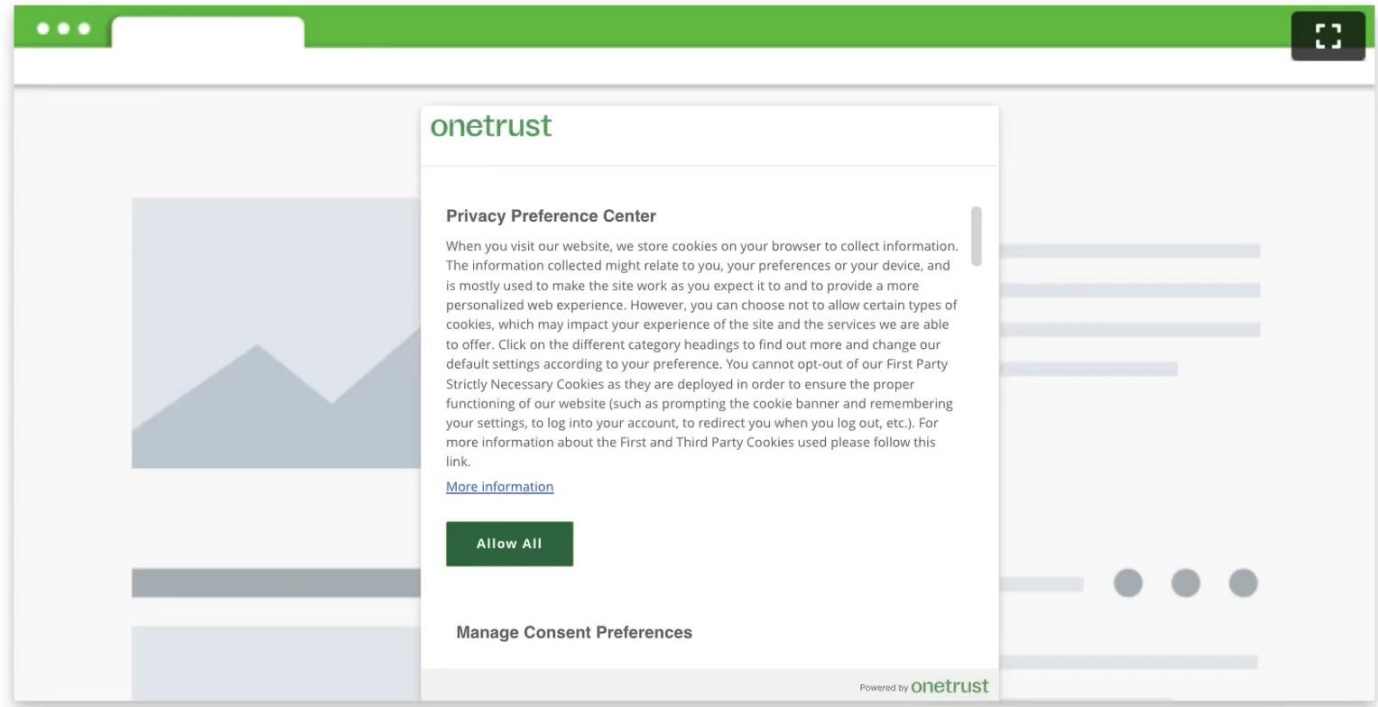 onetrust
Privacy Preference Center
When you visit our website, we store cookies on your browser to collect information.
The information collected might relate to you, your preferences or your device, and
is mostly used to make the site work as you expect it to and to provide a more
personalized web experience. However, you can choose not to allow certain types of
cookies, which may impact your experience of the site and the services we are able
to offer. Click on the different category headings to find out more and change our
default settings according to your preference. You cannot opt-out of our First Party
Strictly Necessary Cookies as they are deployed in order to ensure the proper
functioning of our website (such as prompting the cookie banner and remembering
your settings, to log into your account, to redirect you when you log out, etc.). For
more information about the First and Third Party Cookies used please follow this
link.
More information
Allow All
Manage Consent Preferences
Powered by onetrust